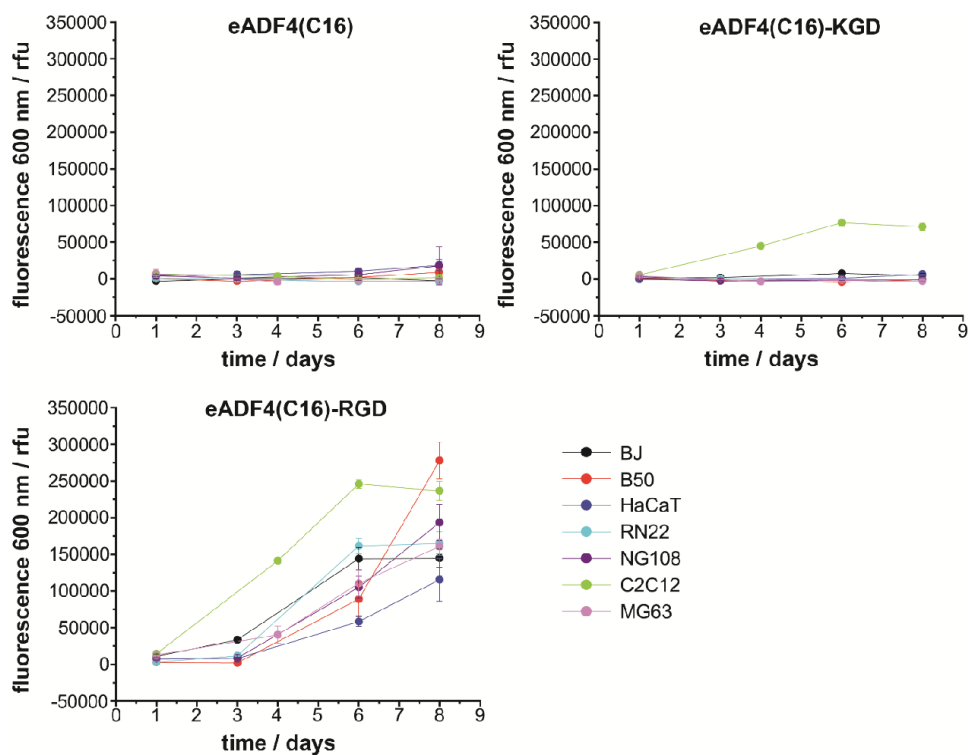 eADF4(C16)
fluorescence 600 nm / rfu
350000
300000
250000
200000
150000
100000
50000
0
-50000
0 1 2 3 4 5 6 7 8 9
time / days
eADF4(C16)-KGD
fluorescence 600 nm / rfu
350000
300000
250000
200000
150000
100000
50000
0
-50000
0 1 2 3 4 5 6 7 8 9
time / days
eADF4(C16)-RGD
fluorescence 600 nm / rfu
350000
300000
250000
200000
150000
100000
50000
0
-50000
0 1 2 3 4 5 6 7 8 9
time / days
BJ
B50
HaCaT
RN22
NG108
C2C12
MG63